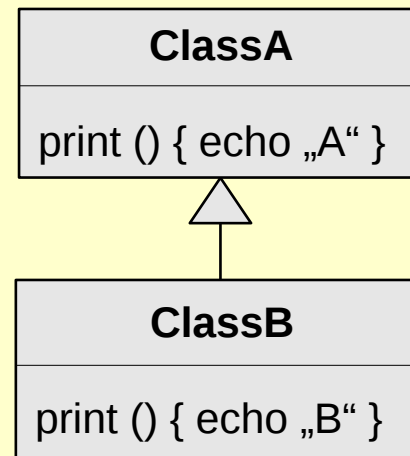 ClassA
print () { echo „A“ }
ClassB
print () { echo „B“ }